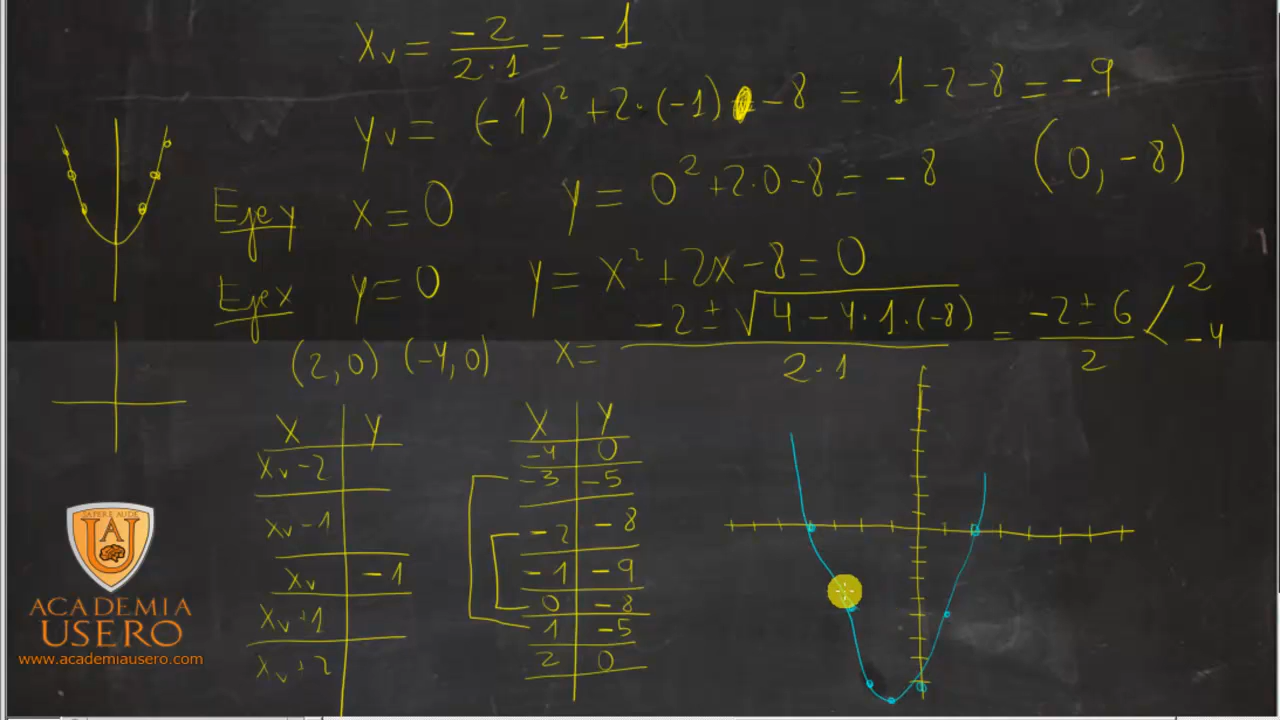 Xv = -2 / 2·1 = -1
yv = (-1)² + 2·(-1) -8 = 1-2-8 = -9
Eje y x = 0 y = 0² + 2·0 - 8 = -8 (0, -8)
Eje x y = 0 y = x² + 2x - 8 = 0
(2,0) (-4,0) x = -2 ± √4 - 4·1·(-8) / 2·1 = -2 ± 6 / 2 < 2 -4
X Y
Xv-2
Xv-1
Xv -1
Xv+1
Xv+2
X Y
-4 0
-3 -5
-2 -8
-1 -9
0 -8
1 -5
2 0
SAPERE AUDE
UA
ACADEMIA
USERO
www.academiausero.com